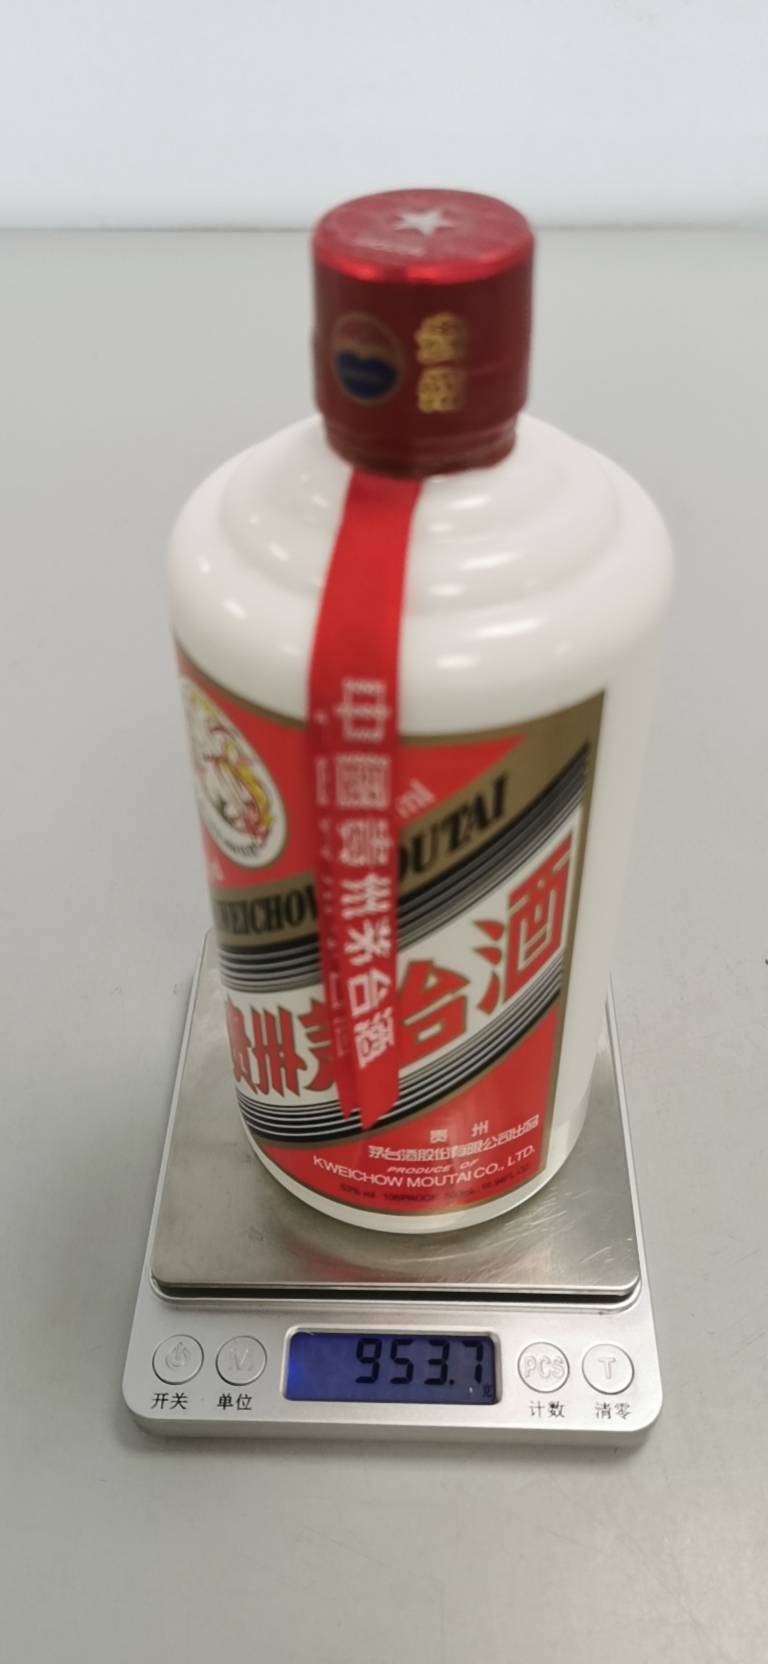 中国贵州茅台酒
ml
KWEICHOW MOUTAI
贵州茅台酒
贵州
茅台酒股份有限公司出品
PRODUCE OF
KWEICHOW MOUTAI CO., LTD.
953.7
PCS
T
M
开关
单位
计数
清零